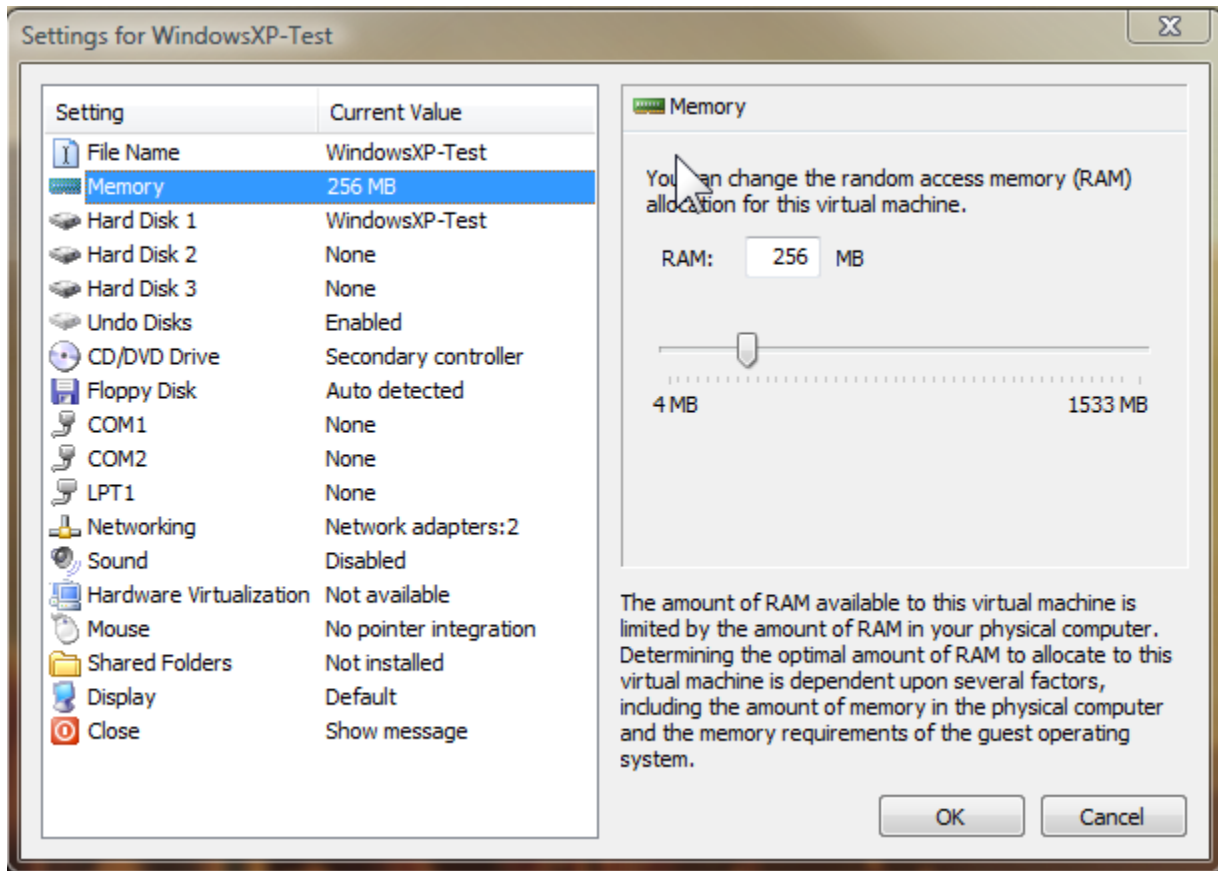 Settings for WindowsXP-Test
Setting Current Value
File Name WindowsXP-Test
Memory 256 MB
Hard Disk 1 WindowsXP-Test
Hard Disk 2 None
Hard Disk 3 None
Undo Disks Enabled
CD/DVD Drive Secondary controller
Floppy Disk Auto detected
COM1 None
COM2 None
LPT1 None
Networking Network adapters:2
Sound Disabled
Hardware Virtualization Not available
Mouse No pointer integration
Shared Folders Not installed
Display Default
Close Show message
Memory
You can change the random access memory (RAM)
allocation for this virtual machine.
RAM: 256 MB
4 MB 1533 MB
The amount of RAM available to this virtual machine is
limited by the amount of RAM in your physical computer.
Determining the optimal amount of RAM to allocate to this
virtual machine is dependent upon several factors,
including the amount of memory in the physical computer
and the memory requirements of the guest operating
system.
OK Cancel